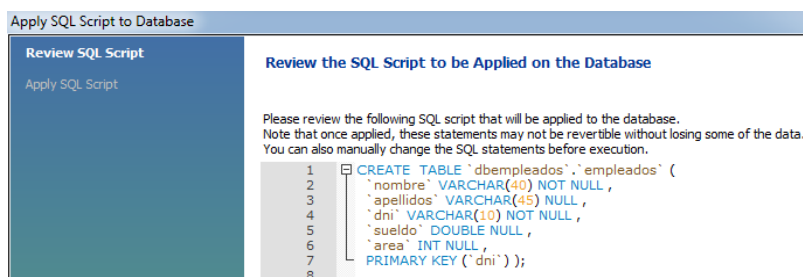 Apply SQL Script to Database
Review SQL Script
Apply SQL Script
Review the SQL Script to be Applied on the Database
Please review the following SQL script that will be applied to the database.
Note that once applied, these statements may not be revertible without losing some of the data.
You can also manually change the SQL statements before execution.
1 CREATE TABLE `dbempleados`.`empleados` (
2 `nombre` VARCHAR(40) NOT NULL ,
3 `apellidos` VARCHAR(45) NULL ,
4 `dni` VARCHAR(10) NOT NULL ,
5 `sueldo` DOUBLE NULL ,
6 `area` INT NULL ,
7 PRIMARY KEY (`dni`) );
8